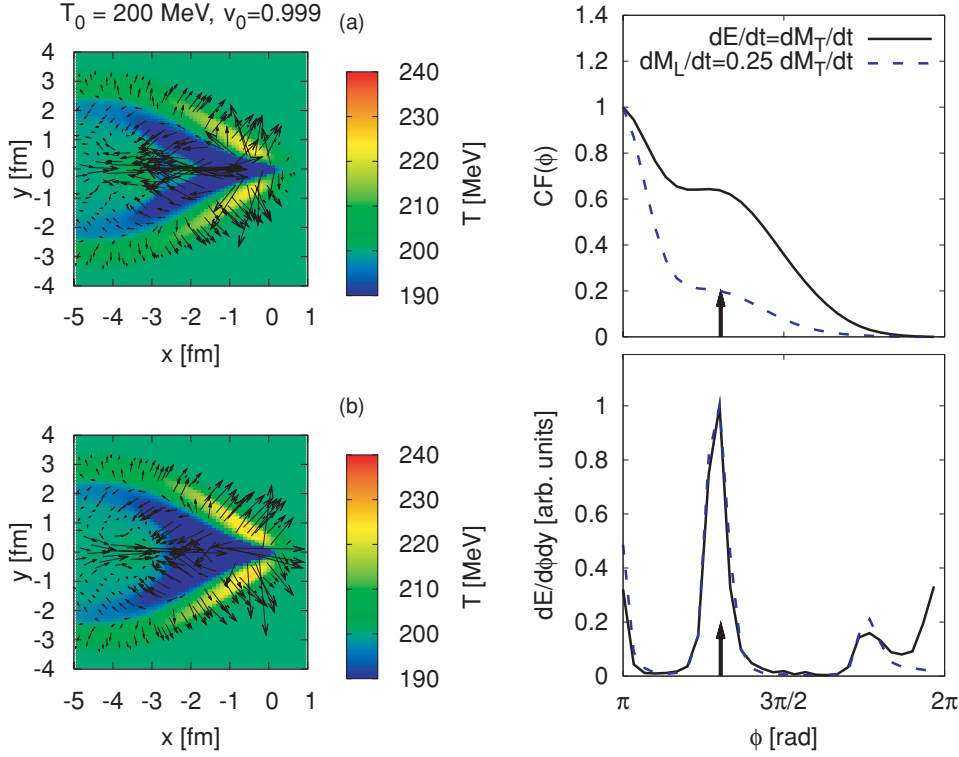 T0 = 200 MeV, v0=0.999
(a)
4
3
2
1
0
-1
-2
-3
-4
y [fm]
-5 -4 -3 -2 -1 0 1
x [fm]
240
230
220
210
200
190
T [MeV]
(b)
4
3
2
1
0
-1
-2
-3
-4
y [fm]
-5 -4 -3 -2 -1 0 1
x [fm]
240
230
220
210
200
190
T [MeV]
1.4
1.2
1
0.8
0.6
0.4
0.2
0
CF(ϕ)
dE/dt=dM_T/dt
dM_L/dt=0.25 dM_T/dt
1
0.8
0.6
0.4
0.2
0
dE/dϕdy [arb. units]
π 3π/2 2π
ϕ [rad]